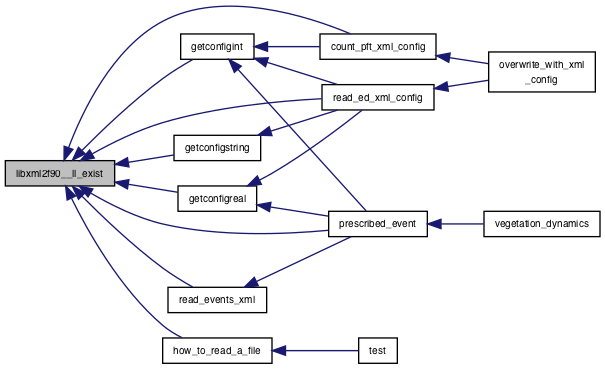 getconfigint
count_pft_xml_config
overwrite_with_xml
_config
read_ed_xml_config
getconfigstring
libxml2f90__ll_exist
getconfigreal
prescribed_event
vegetation_dynamics
read_events_xml
how_to_read_a_file
test